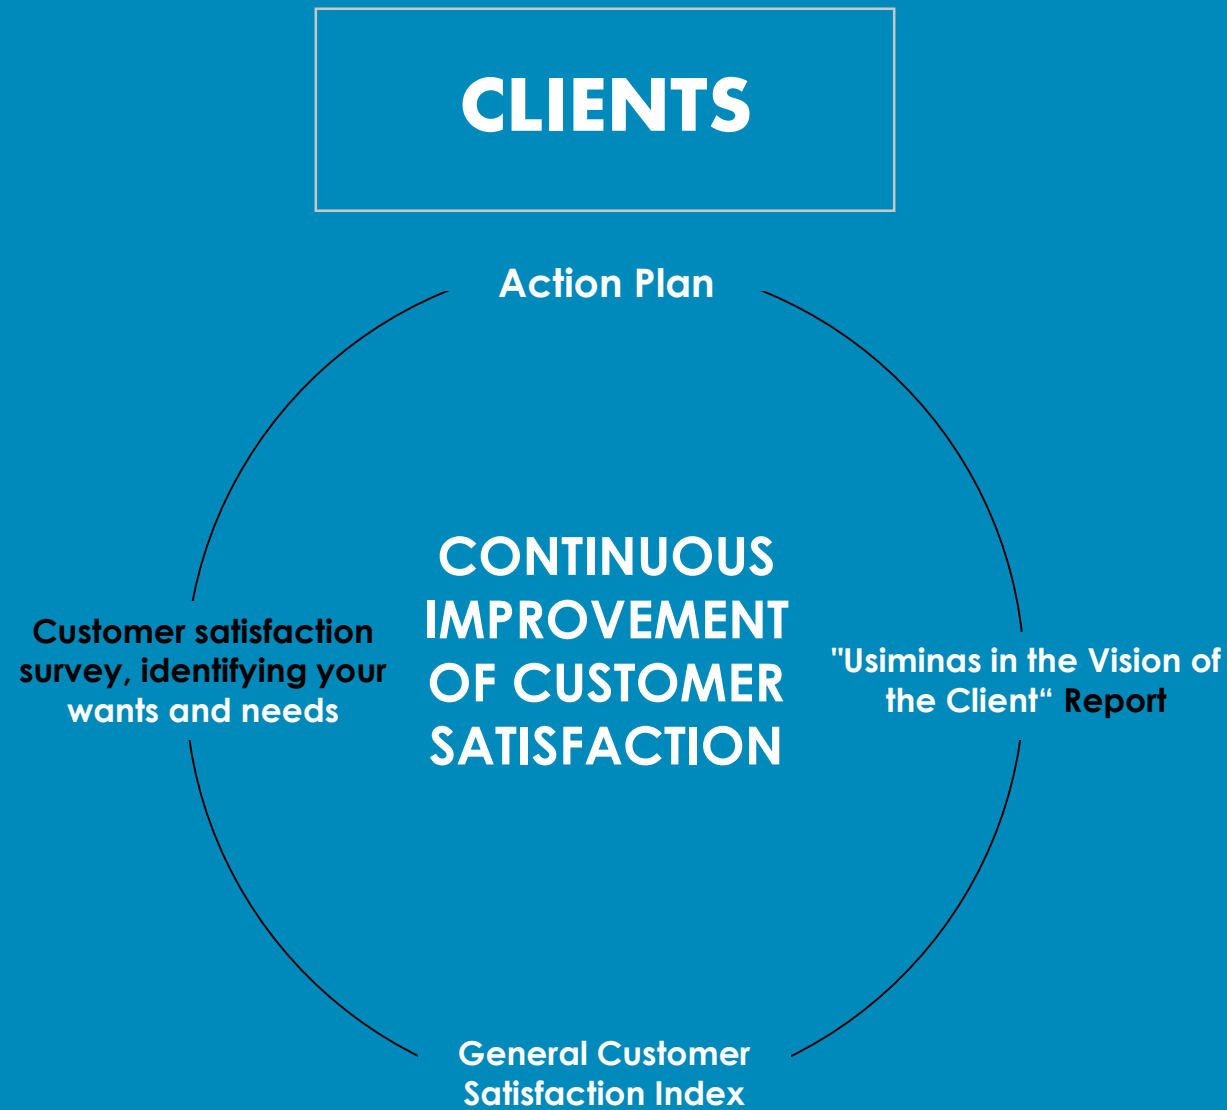 CLIENTS
Action Plan
CONTINUOUS
IMPROVEMENT
OF CUSTOMER
SATISFACTION
Customer satisfaction
survey, identifying your
wants and needs
"Usiminas in the Vision of
the Client“ Report
General Customer
Satisfaction Index